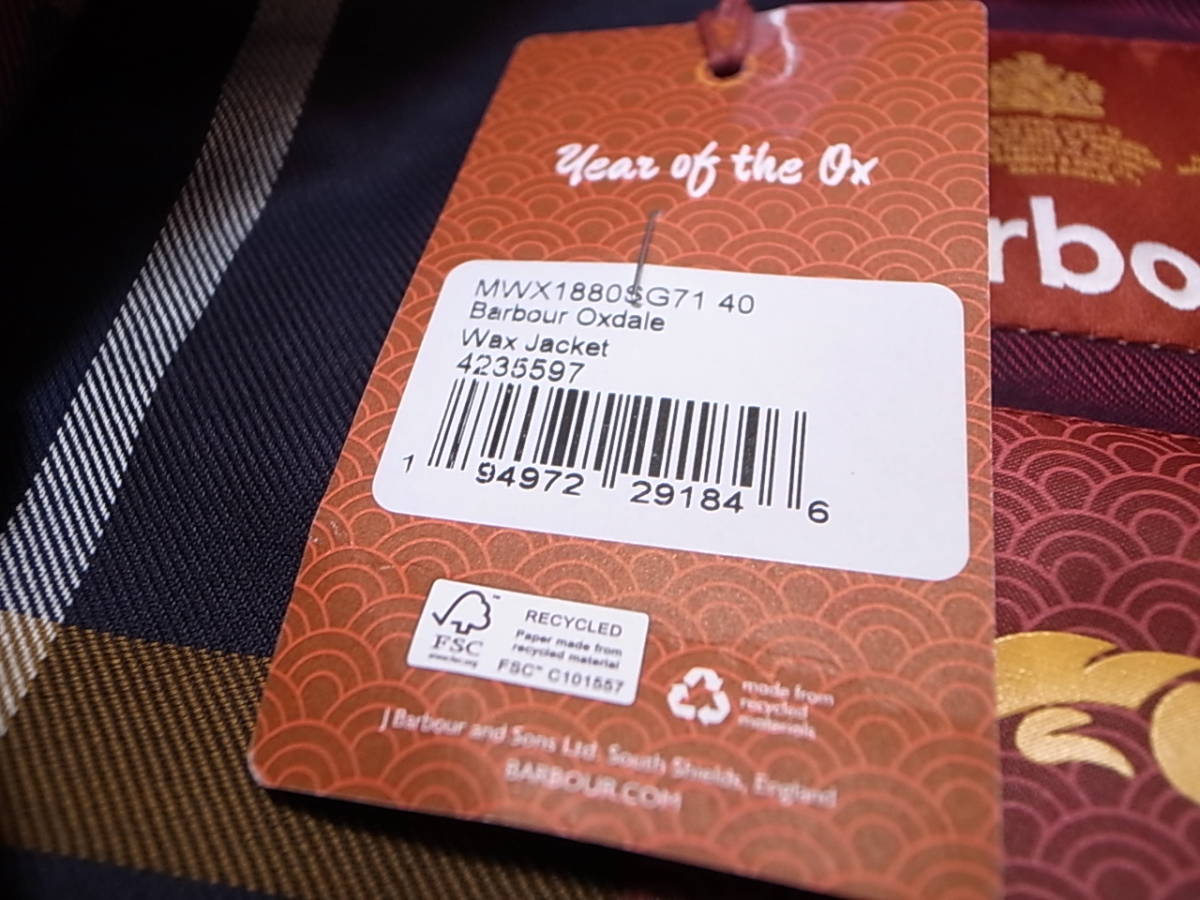 Year of the Ox
MWX1880SG71 40
Barbour Oxdale
Wax Jacket
4235597
1 94972 29184 6
FSC™
www.fsc.org
RECYCLED
Paper made from
recycled material
FSC™ C101557
made from
recycled
materials
J Barbour and Sons Ltd. South Shields, England
BARBOUR.COM
rbo